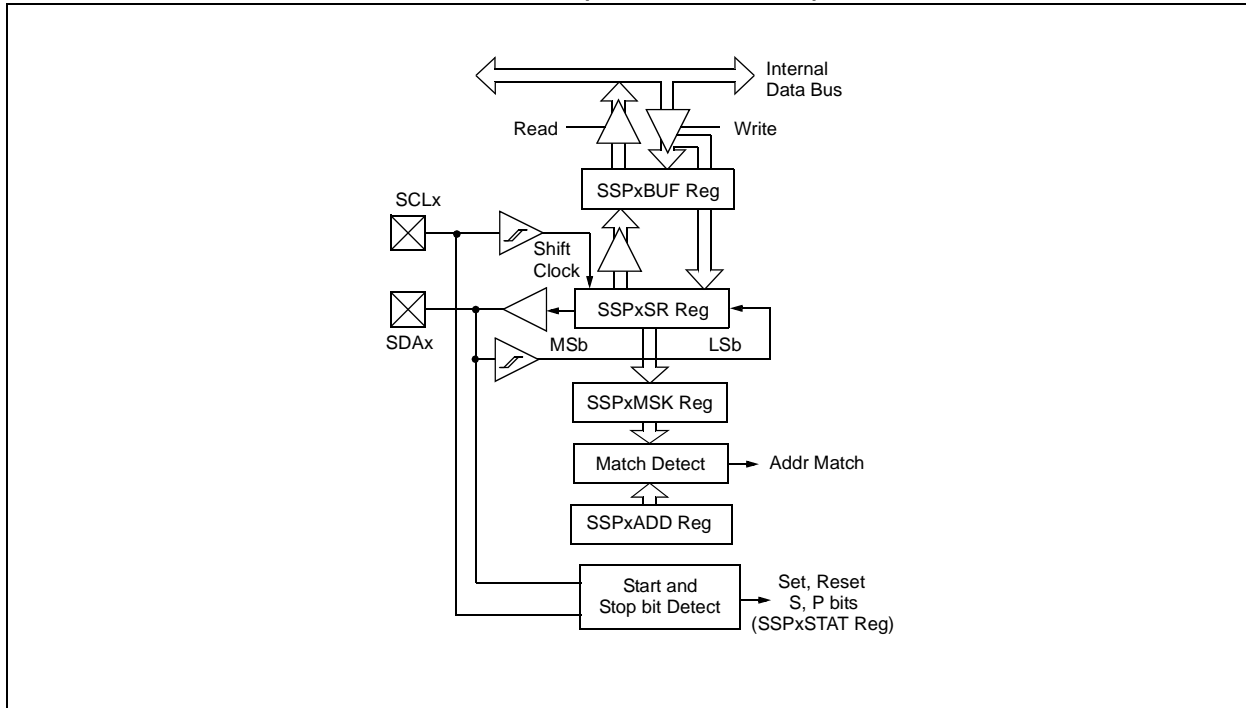 Internal
Data Bus
Read
Write
SSPxBUF Reg
SCLx
Shift
Clock
SSPxSR Reg
SDAx
MSb
LSb
SSPxMSK Reg
Match Detect
Addr Match
SSPxADD Reg
Start and
Stop bit Detect
Set, Reset
S, P bits
(SSPxSTAT Reg)